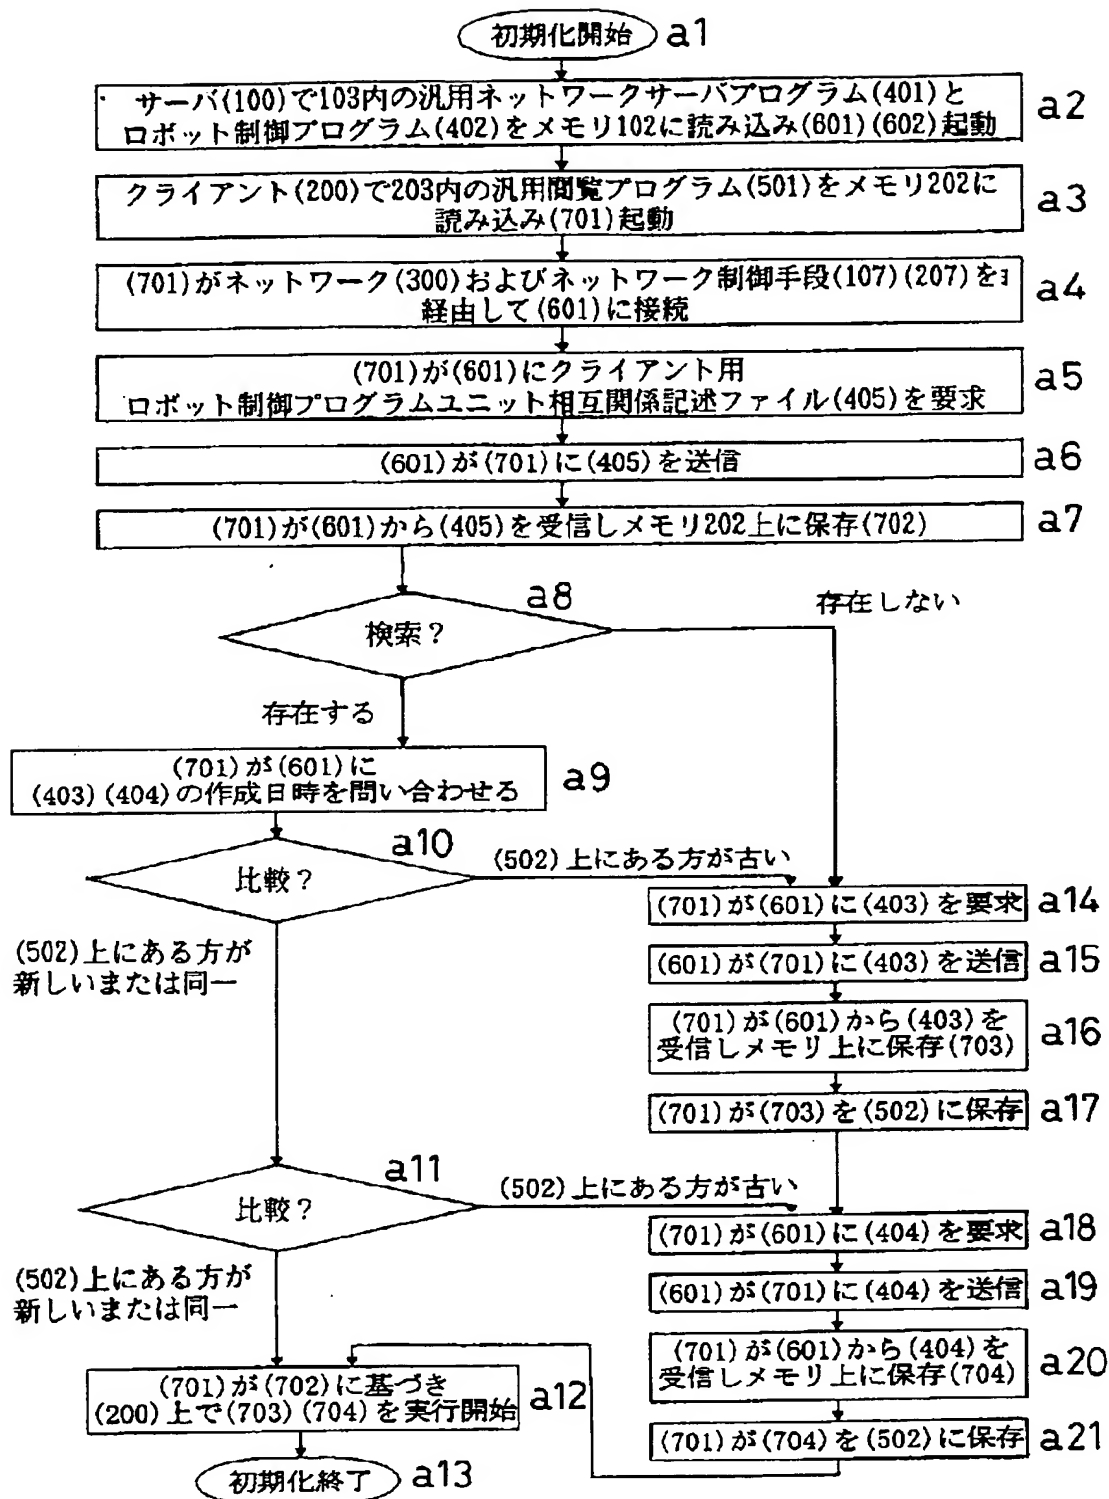 初期化開始 a1
サーバ(100)で103内の汎用ネットワークサーバプログラム(401)と
ロボット制御プログラム(402)をメモリ102に読み込み(601)(602)起動
a2
クライアント(200)で203内の汎用閲覧プログラム(501)をメモリ202に
読み込み(701)起動
a3
(701)がネットワーク(300)およびネットワーク制御手段(107)(207)を
経由して(601)に接続
a4
(701)が(601)にクライアント用
ロボット制御プログラムユニット相互関係記述ファイル(405)を要求
a5
(601)が(701)に(405)を送信 a6
(701)が(601)から(405)を受信しメモリ202上に保存(702) a7
a8
検索?
存在しない
存在する
(701)が(601)に
(403)(404)の作成日時を問い合わせる
a9
a10
比較?
(502)上にある方が古い
(502)上にある方が
新しいまたは同一
(701)が(601)に(403)を要求 a14
(601)が(701)に(403)を送信 a15
(701)が(601)から(403)を
受信しメモリ上に保存(703)
a16
(701)が(703)を(502)に保存 a17
a11
比較?
(502)上にある方が古い
(502)上にある方が
新しいまたは同一
(701)が(601)に(404)を要求 a18
(601)が(701)に(404)を送信 a19
(701)が(601)から(404)を
受信しメモリ上に保存(704)
a20
(701)が(704)を(502)に保存 a21
(701)が(702)に基づき
(200)上で(703)(704)を実行開始
a12
初期化終了 a13